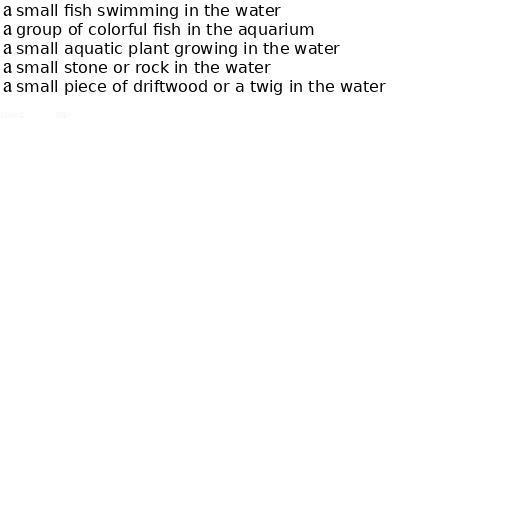 a small fish swimming in the water
a group of colorful fish in the aquarium
a small aquatic plant growing in the water
a small stone or rock in the water
a small piece of driftwood or a twig in the water